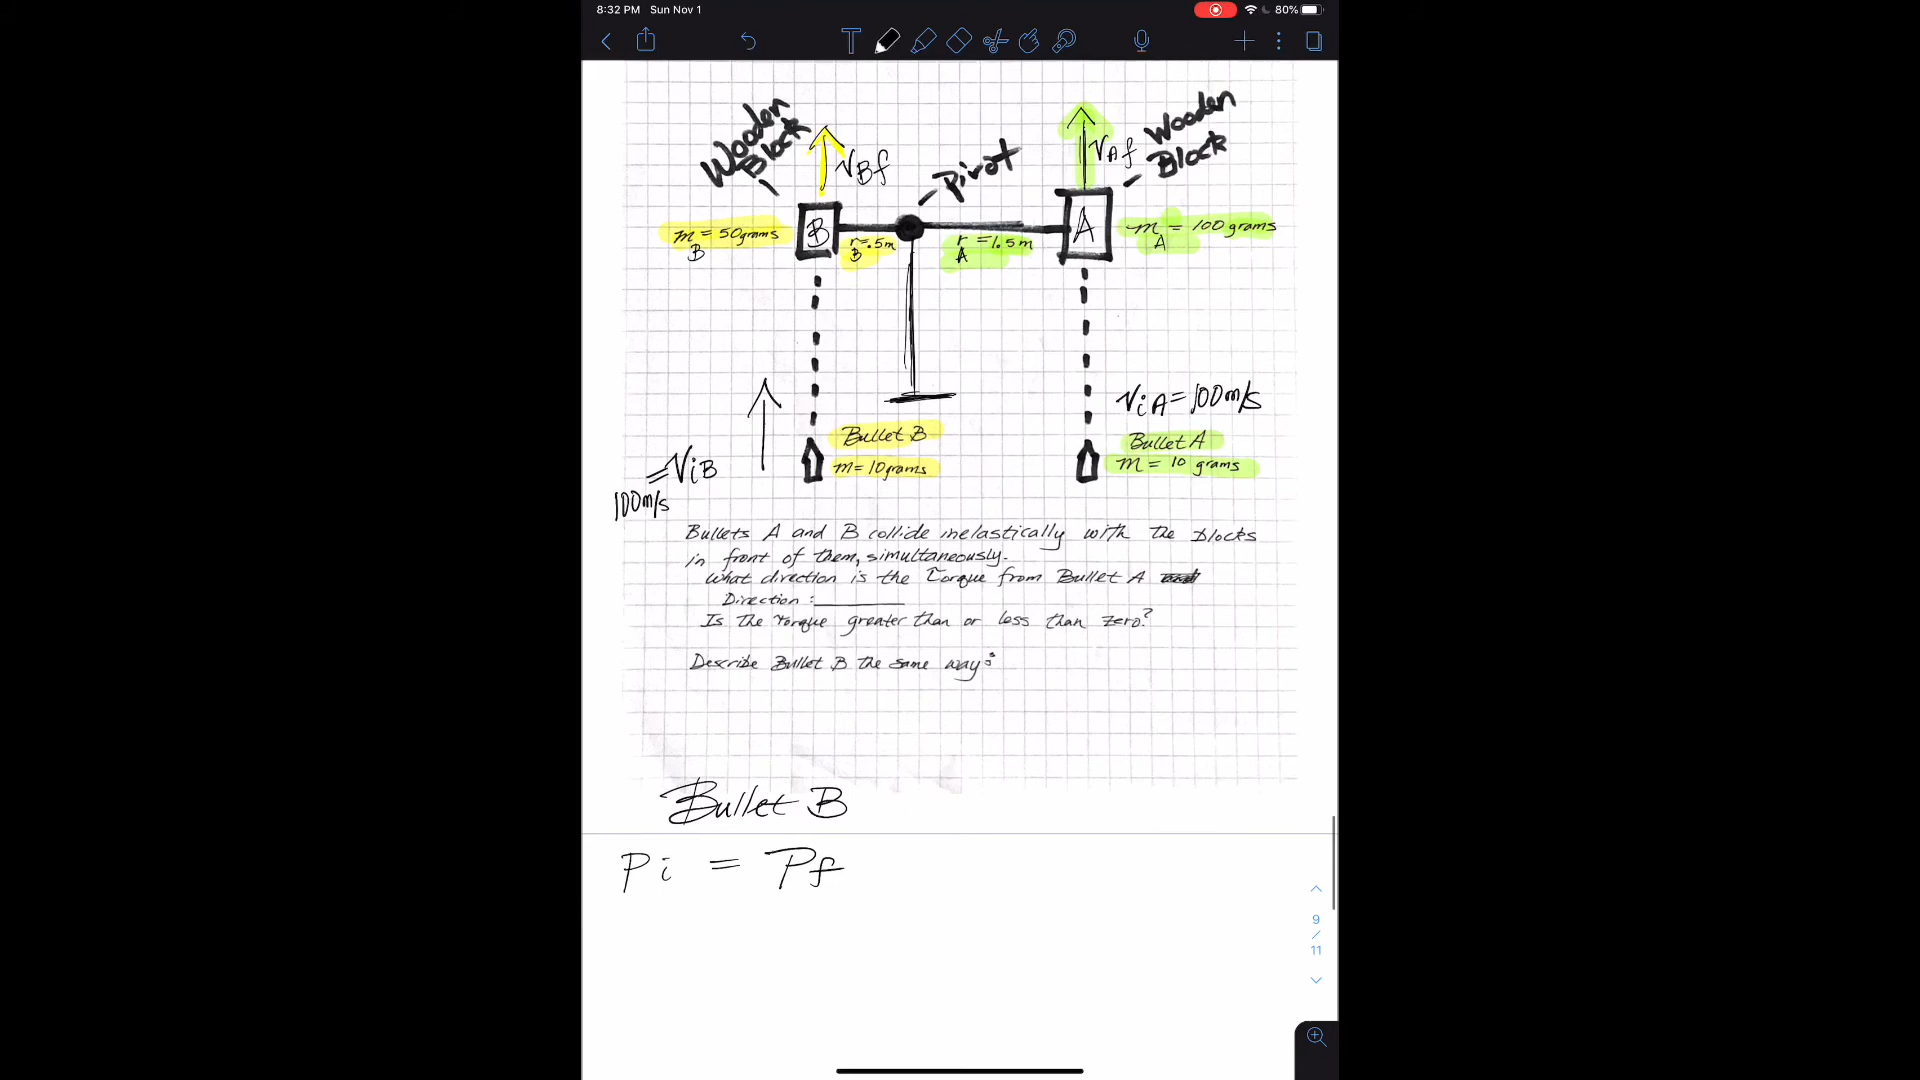 8:32 PM Sun Nov 1
80%
T
Wooden
Block
VBf
Pivot
VAf
Wooden
Block
m = 50grams
B
B
r=.5m
B
r =1.5m
A
A
m = 100 grams
A
ViA = 100m/s
Bullet B
m= 10grams
Bullet A
m = 10 grams
= ViB
100m/s
Bullets A and B collide inelastically with the blocks
in front of them, simultaneously.
What direction is the Torque from Bullet A
Direction : ________
Is the Torque greater than or less than zero?
Describe Bullet B the same way:
Bullet B
Pi = Pf
9
/
11